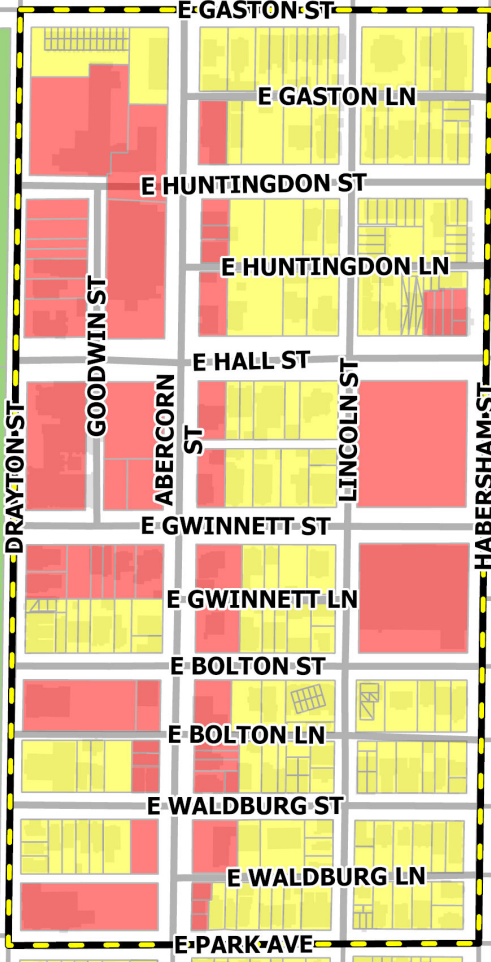 E GASTON ST
E GASTON LN
E HUNTINGDON ST
E HUNTINGDON LN
GOODWIN ST
E HALL ST
ABERCORN
ST
LINCOLN ST
DRAYTON ST
HABERSHAM ST
E GWINNETT ST
E GWINNETT LN
E BOLTON ST
E BOLTON LN
E WALDBURG ST
E WALDBURG LN
E PARK AVE